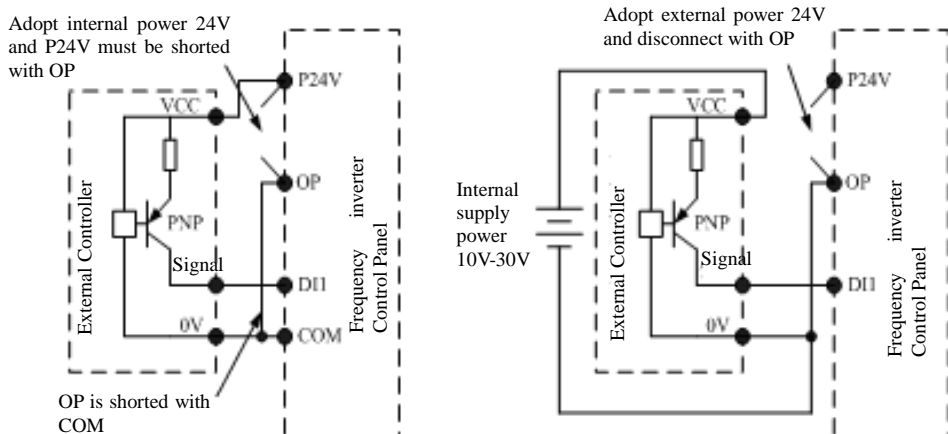 Adopt internal power 24V
and P24V must be shorted
with OP
P24V
VCC
OP
PNP
Signal
DI1
0V
COM
External Controller
Frequency inverter
Control Panel
OP is shorted with
COM
Adopt external power 24V
and disconnect with OP
P24V
VCC
OP
Internal
supply
power
10V-30V
PNP
Signal
DI1
0V
External Controller
Frequency inverter
Control Panel